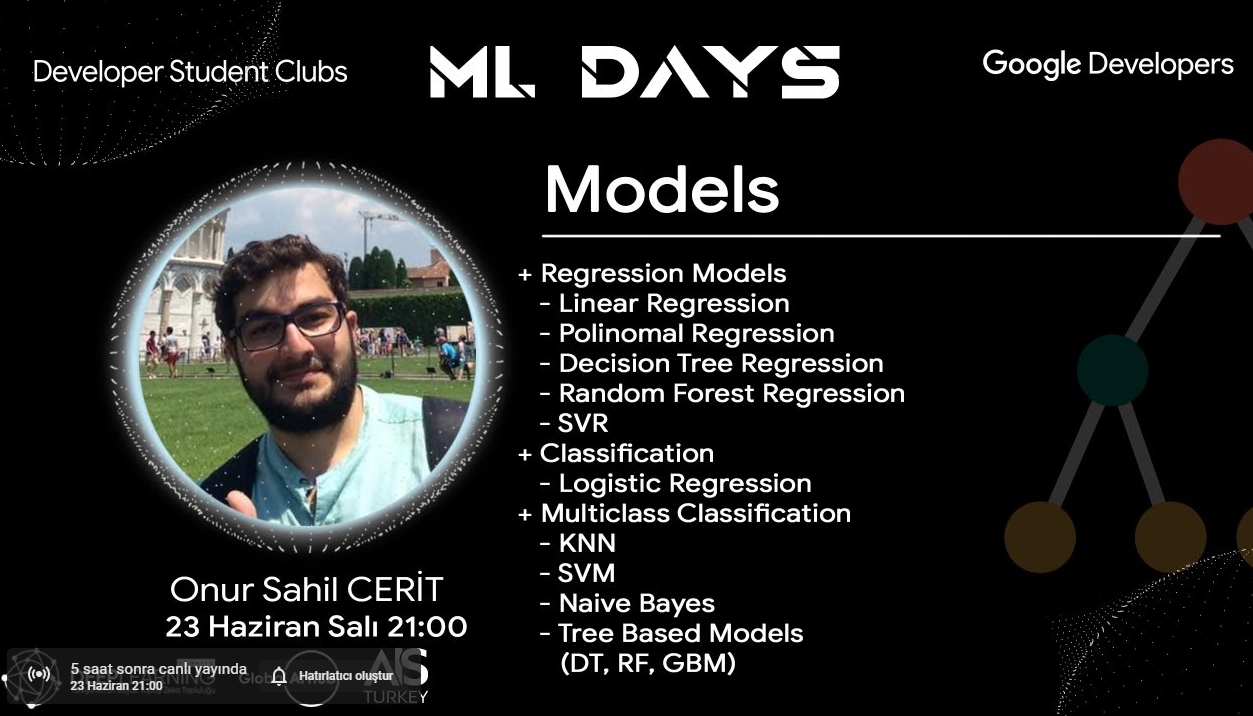 Developer Student Clubs
ML DAYS
Google Developers
Models
+ Regression Models
- Linear Regression
- Polinomal Regression
- Decision Tree Regression
- Random Forest Regression
- SVR
+ Classification
- Logistic Regression
+ Multiclass Classification
- KNN
- SVM
- Naive Bayes
- Tree Based Models
(DT, RF, GBM)
Onur Sahil CERİT
23 Haziran Salı 21:00
5 saat sonra canlı yayında
23 Haziran 21:00
Hatırlatıcı oluştur
DEEPLEARNING
AIS
TURKEY